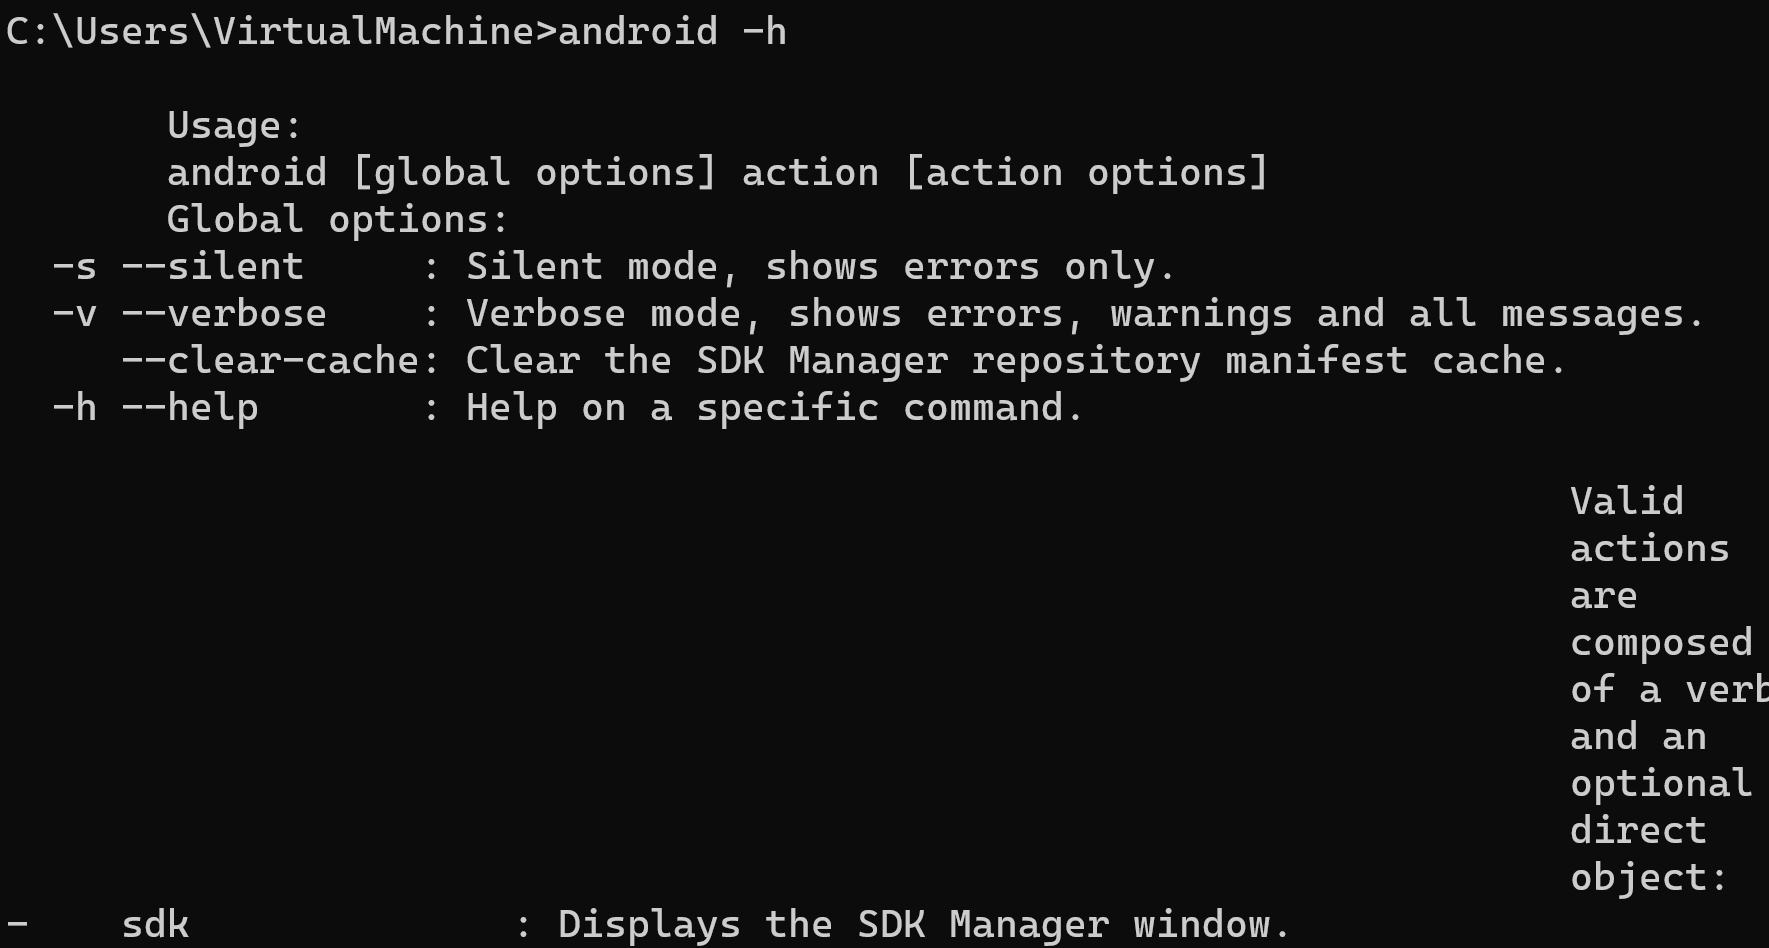 C:\Users\VirtualMachine>android -h
Usage:
android [global options] action [action options]
Global options:
-s --silent : Silent mode, shows errors only.
-v --verbose : Verbose mode, shows errors, warnings and all messages.
--clear-cache: Clear the SDK Manager repository manifest cache.
-h --help : Help on a specific command.
Valid
actions
are
composed
of a verb
and an
optional
direct
object:
- sdk : Displays the SDK Manager window.